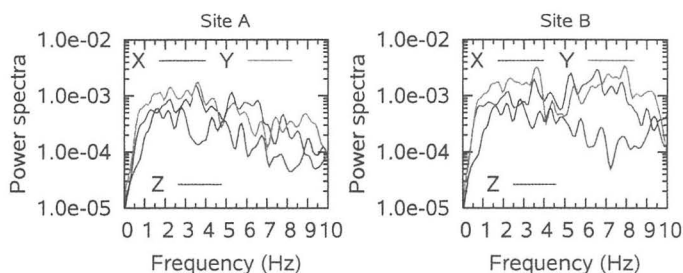 Site A
Power spectra
1.0e-02
1.0e-03
1.0e-04
1.0e-05
X Y
Z
0 1 2 3 4 5 6 7 8 9 10
Frequency (Hz)
Site B
Power spectra
1.0e-02
1.0e-03
1.0e-04
1.0e-05
X Y
Z
0 1 2 3 4 5 6 7 8 9 10
Frequency (Hz)